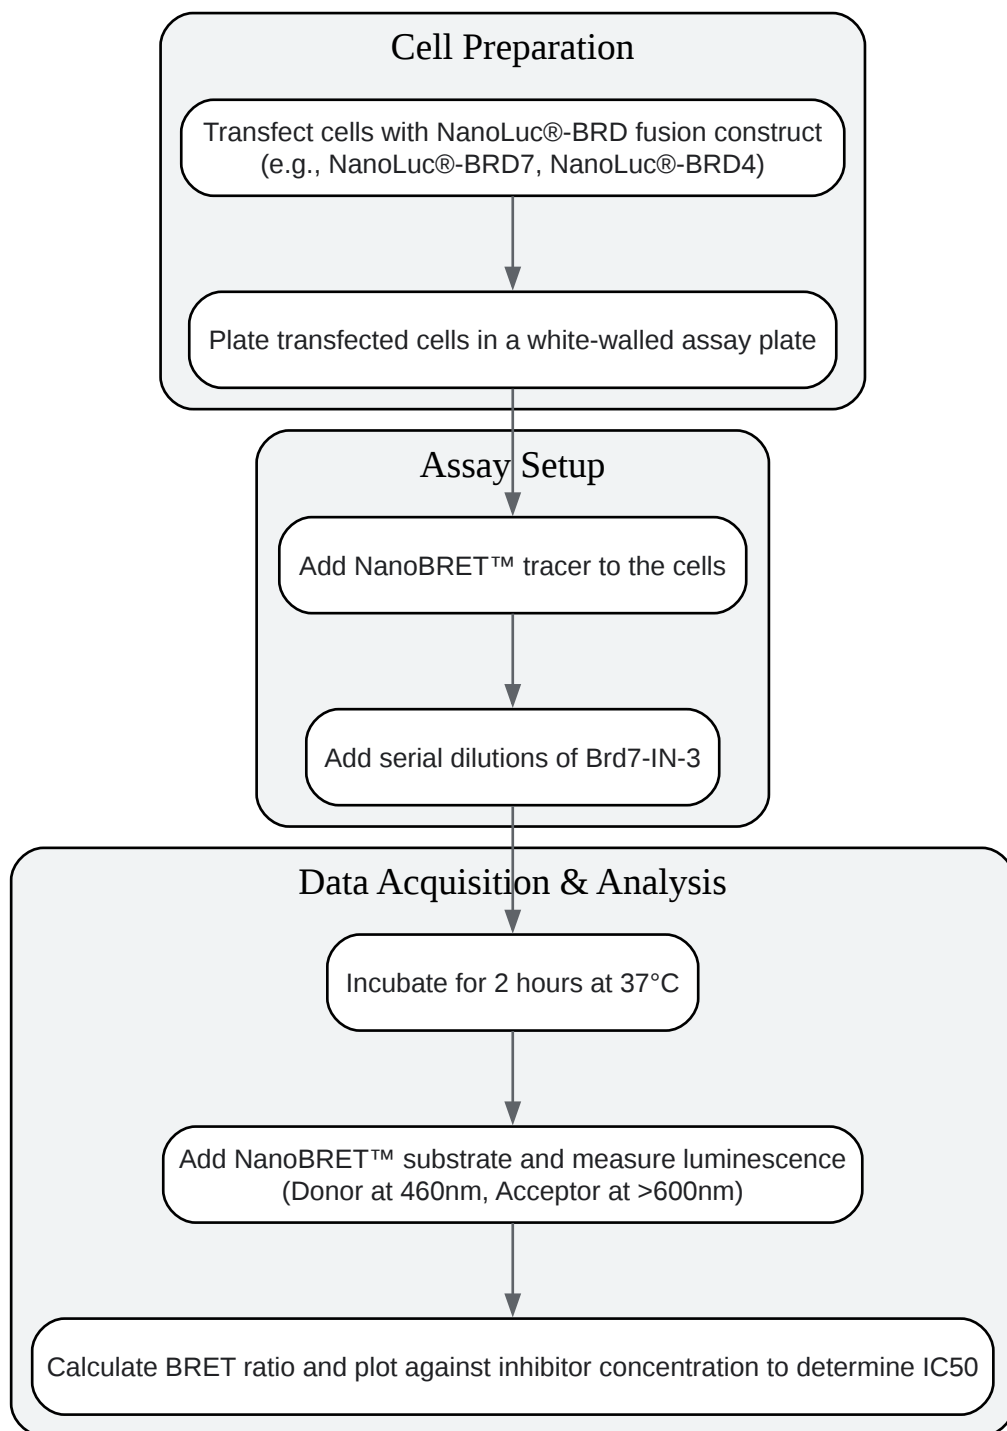 Cell Preparation
Transfect cells with NanoLuc®-BRD fusion construct
(e.g., NanoLuc®-BRD7, NanoLuc®-BRD4)
Plate transfected cells in a white-walled assay plate
Assay Setup
Add NanoBRET™ tracer to the cells
Add serial dilutions of Brd7-IN-3
Data Acquisition & Analysis
Incubate for 2 hours at 37°C
Add NanoBRET™ substrate and measure luminescence
(Donor at 460nm, Acceptor at >600nm)
Calculate BRET ratio and plot against inhibitor concentration to determine IC50